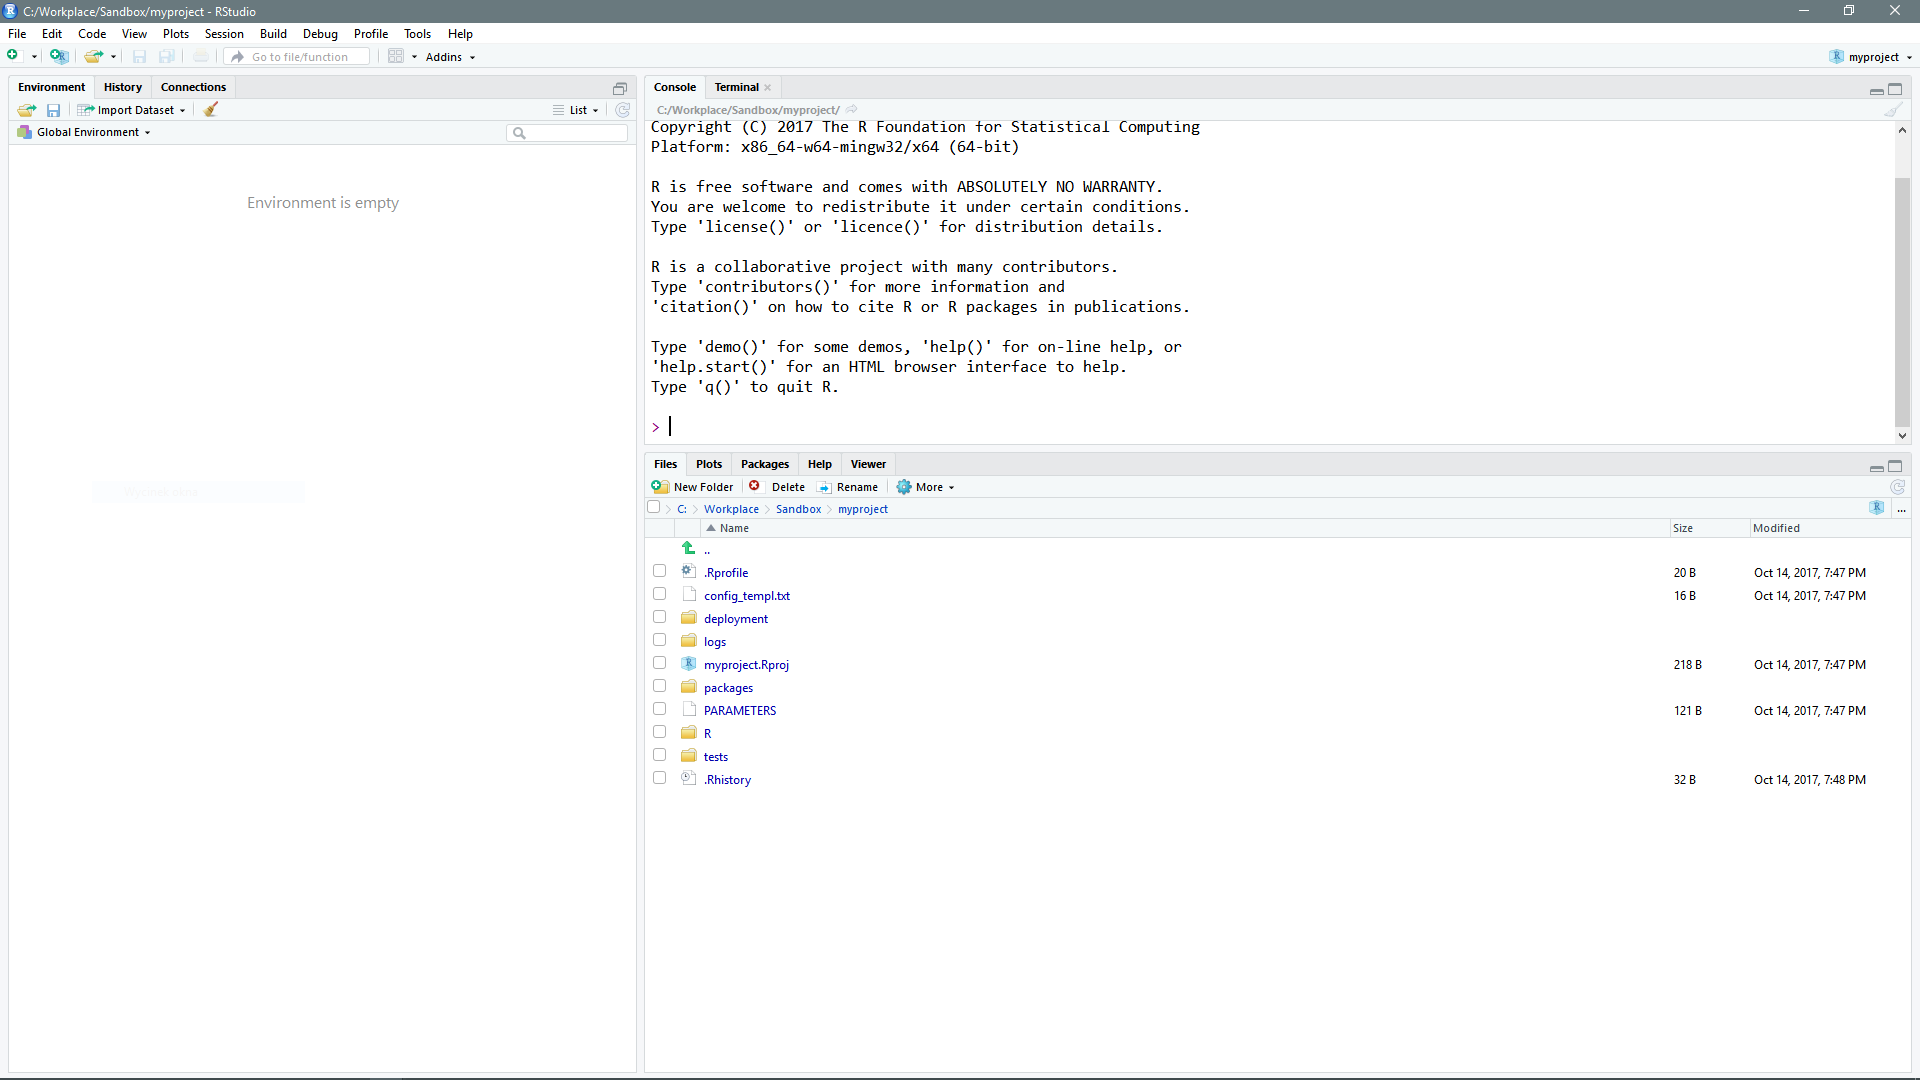 C:/Workplace/Sandbox/myproject - RStudio
File Edit Code View Plots Session Build Debug Profile Tools Help
Go to file/function Addins myproject
Environment History Connections
Import Dataset List
Global Environment
Environment is empty
Console Terminal
C:/Workplace/Sandbox/myproject/
Copyright (C) 2017 The R Foundation for Statistical Computing
Platform: x86_64-w64-mingw32/x64 (64-bit)
R is free software and comes with ABSOLUTELY NO WARRANTY.
You are welcome to redistribute it under certain conditions.
Type 'license()' or 'licence()' for distribution details.
R is a collaborative project with many contributors.
Type 'contributors()' for more information and
'citation()' on how to cite R or R packages in publications.
Type 'demo()' for some demos, 'help()' for on-line help, or
'help.start()' for an HTML browser interface to help.
Type 'q()' to quit R.
>
Files Plots Packages Help Viewer
New Folder Delete Rename More
C: Workplace Sandbox myproject ...
Name Size Modified
..
.Rprofile 20 B Oct 14, 2017, 7:47 PM
config_templ.txt 16 B Oct 14, 2017, 7:47 PM
deployment
logs
myproject.Rproj 218 B Oct 14, 2017, 7:47 PM
packages
PARAMETERS 121 B Oct 14, 2017, 7:47 PM
R
tests
.Rhistory 32 B Oct 14, 2017, 7:48 PM